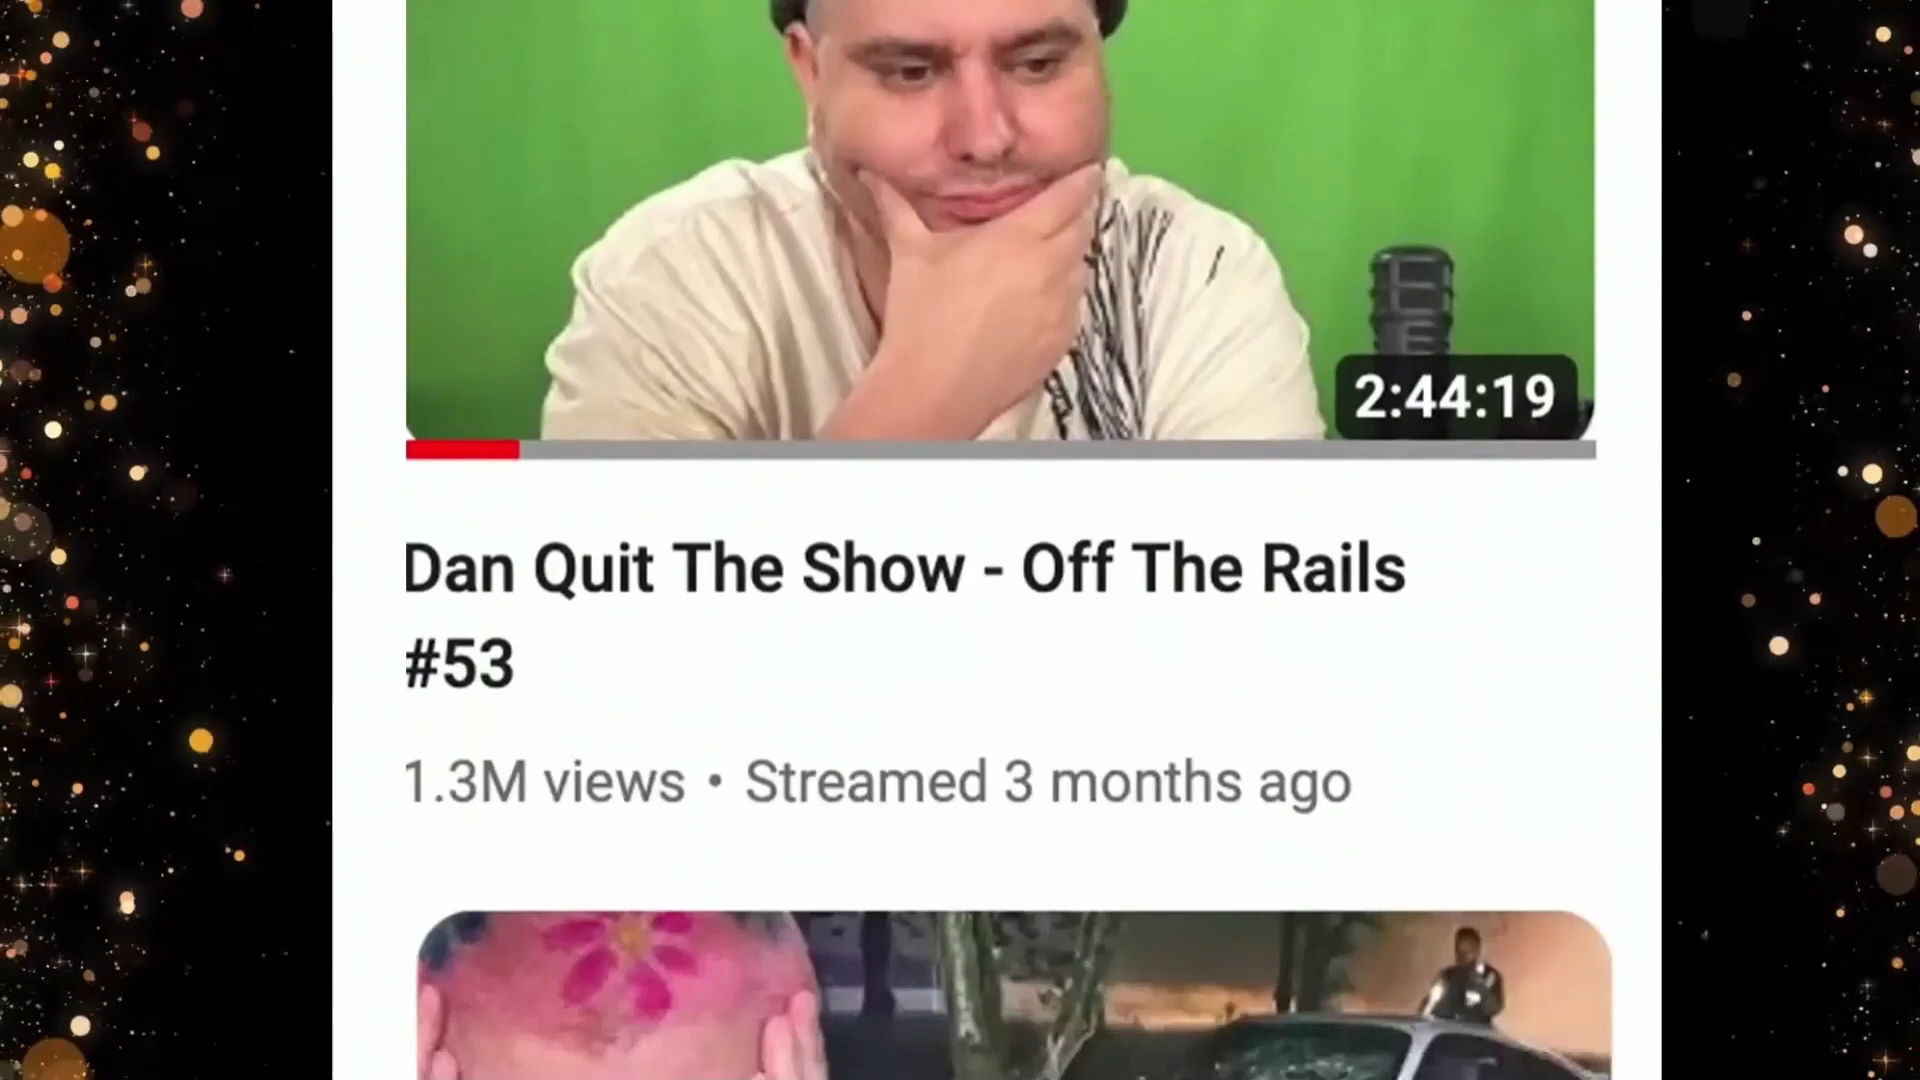 2:44:19
Dan Quit The Show - Off The Rails
#53
1.3M views • Streamed 3 months ago